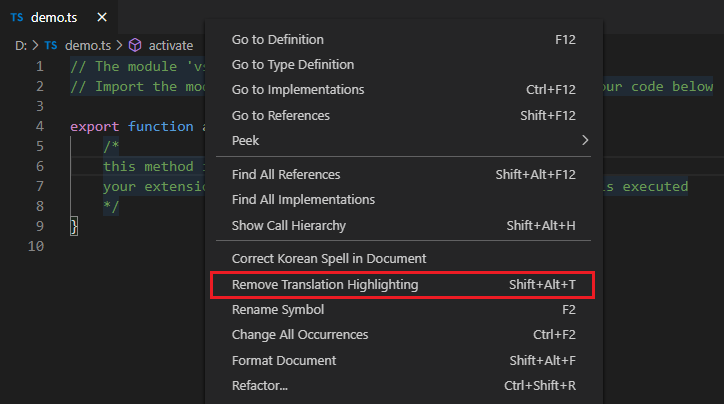 TS demo.ts ×
D: > TS demo.ts > activate
1 // The module 'vs
2 // Import the mod our code below
3
4 export function a
5 /*
6 this method i
7 your extension s executed
8 */
9 }
10
Go to Definition F12
Go to Type Definition
Go to Implementations Ctrl+F12
Go to References Shift+F12
Peek >
Find All References Shift+Alt+F12
Find All Implementations
Show Call Hierarchy Shift+Alt+H
Correct Korean Spell in Document
Remove Translation Highlighting Shift+Alt+T
Rename Symbol F2
Change All Occurrences Ctrl+F2
Format Document Shift+Alt+F
Refactor... Ctrl+Shift+R